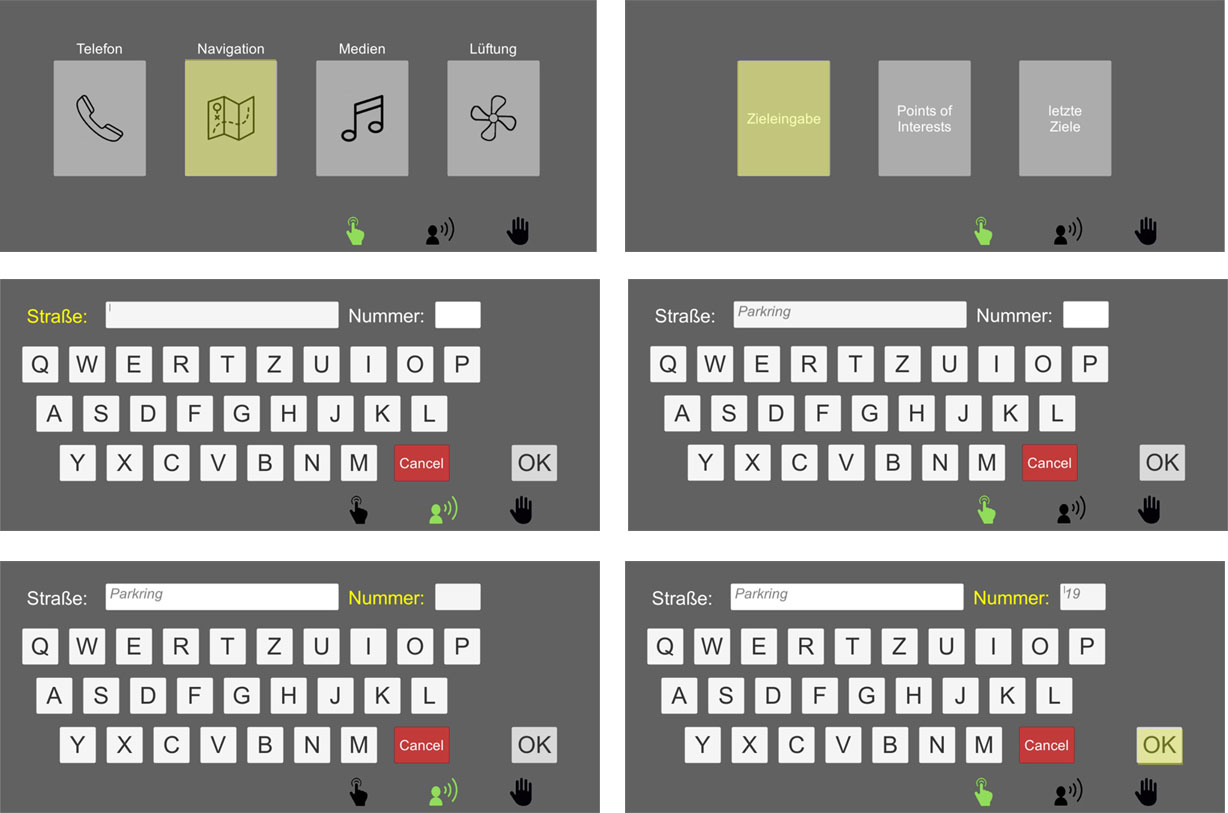 Telefon Navigation Medien Lüftung
Zieleingabe
Points of
Interests
letzte
Ziele
Straße: Nummer:
Q W E R T Z U I O P
A S D F G H J K L
Y X C V B N M Cancel OK
Straße: Parkring Nummer:
Q W E R T Z U I O P
A S D F G H J K L
Y X C V B N M Cancel OK
Straße: Parkring Nummer:
Q W E R T Z U I O P
A S D F G H J K L
Y X C V B N M Cancel OK
Straße: Parkring Nummer: 19
Q W E R T Z U I O P
A S D F G H J K L
Y X C V B N M Cancel OK